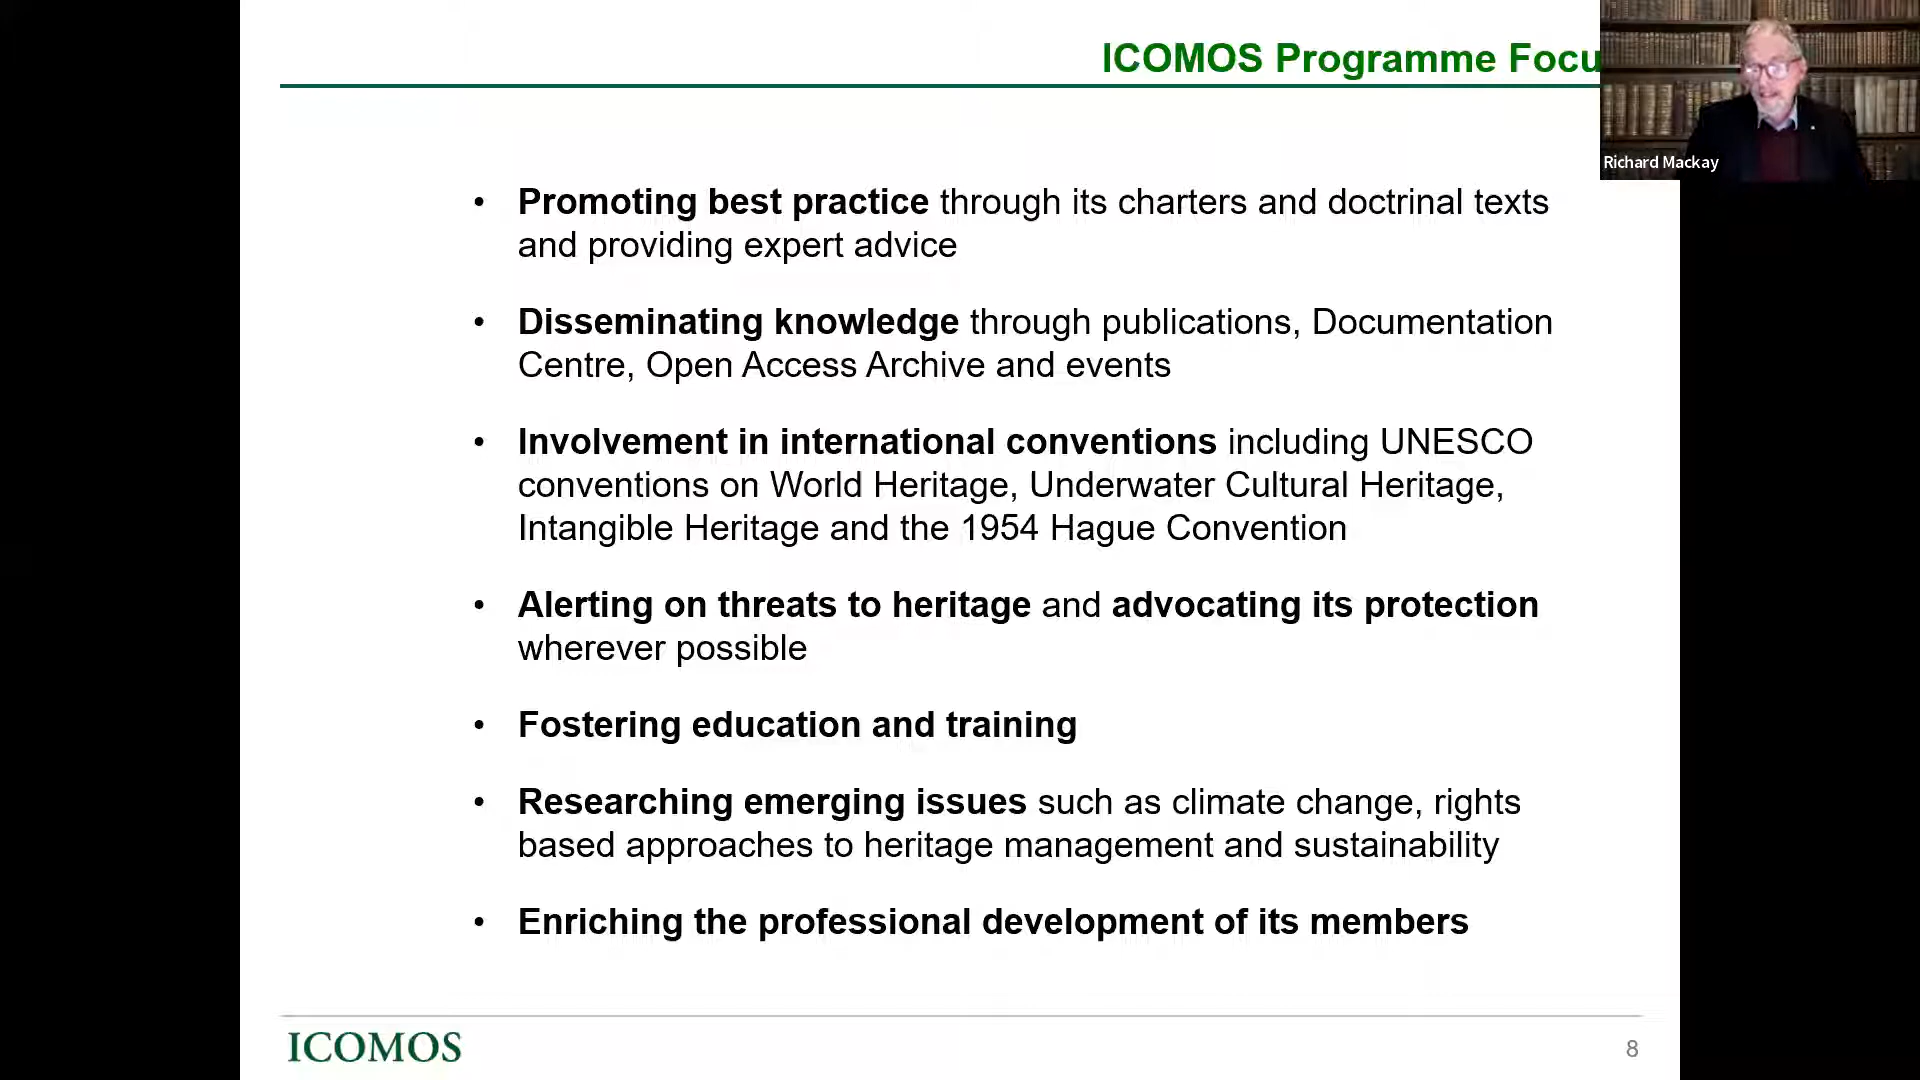 ICOMOS Programme Focu
Richard Mackay
• Promoting best practice through its charters and doctrinal texts
and providing expert advice
• Disseminating knowledge through publications, Documentation
Centre, Open Access Archive and events
• Involvement in international conventions including UNESCO
conventions on World Heritage, Underwater Cultural Heritage,
Intangible Heritage and the 1954 Hague Convention
• Alerting on threats to heritage and advocating its protection
wherever possible
• Fostering education and training
• Researching emerging issues such as climate change, rights
based approaches to heritage management and sustainability
• Enriching the professional development of its members
ICOMOS
8